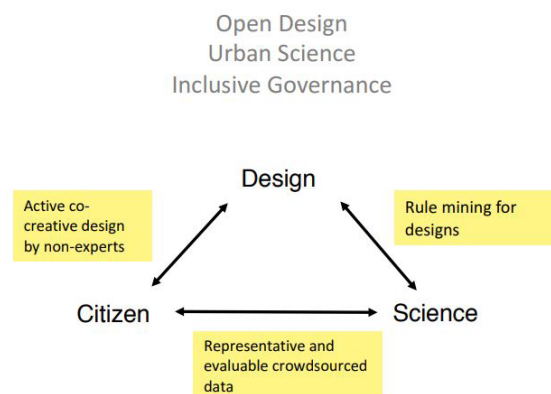 Open Design
Urban Science
Inclusive Governance
Design
Active co-
creative design
by non-experts
Rule mining for
designs
Citizen
Science
Representative and
evaluable crowdsourced
data